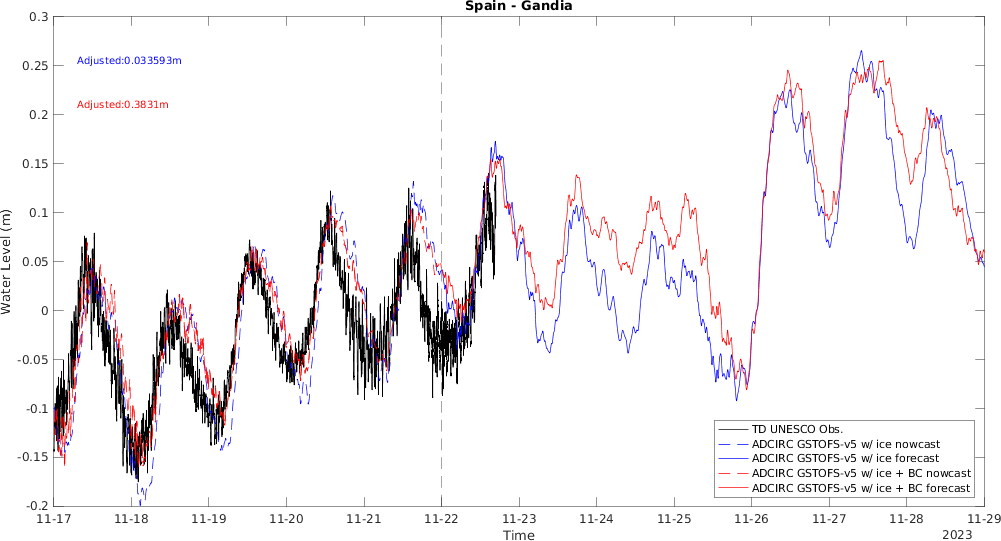 Spain - Gandia
0.3
0.25
0.2
0.15
0.1
0.05
0
-0.05
-0.1
-0.15
-0.2
Water Level (m)
Adjusted:0.033593m
Adjusted:0.3831m
TD UNESCO Obs.
ADCIRC GSTOFS-v5 w/ ice nowcast
ADCIRC GSTOFS-v5 w/ ice forecast
ADCIRC GSTOFS-v5 w/ ice + BC nowcast
ADCIRC GSTOFS-v5 w/ ice + BC forecast
11-17 11-18 11-19 11-20 11-21 11-22 11-23 11-24 11-25 11-26 11-27 11-28 11-29
Time
2023